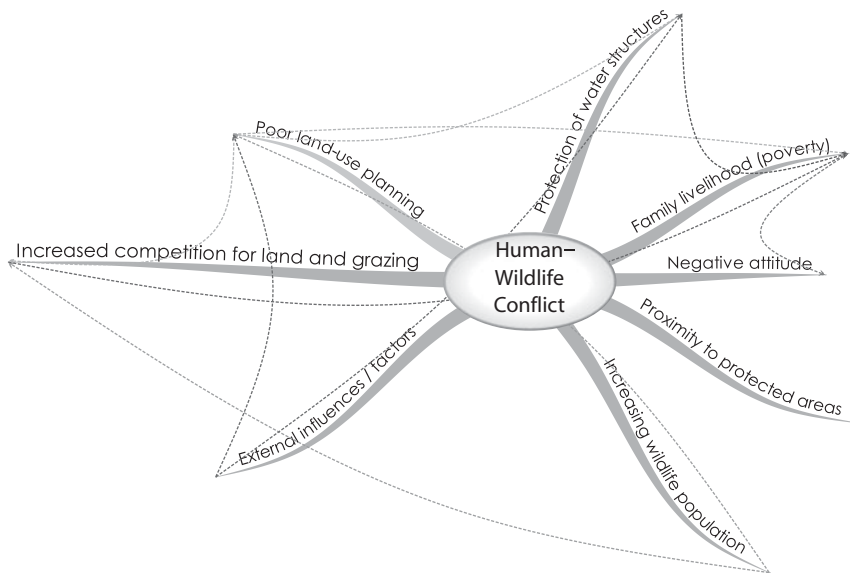 Human–
Wildlife
Conflict
Protection of water structures
Family livelihood (poverty)
Negative attitude
Proximity to protected areas
Increasing wildlife population
External influences / factors
Increased competition for land and grazing
Poor land-use planning